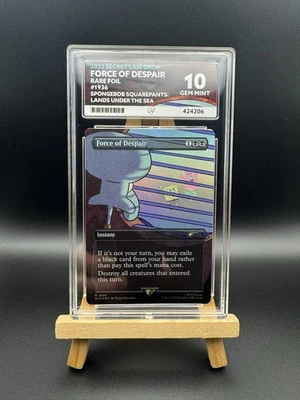 2025 SECRET LAIR DROP
FORCE OF DESPAIR
RARE FOIL
#1936
SPONGEBOB SQUAREPANTS:
LANDS UNDER THE SEA
10
GEM MINT
424206
Force of Despair
1
Instant
If it's not your turn, you may exile
a black card from your hand rather
than pay this spell's mana cost.
Destroy all creatures that entered
this turn.